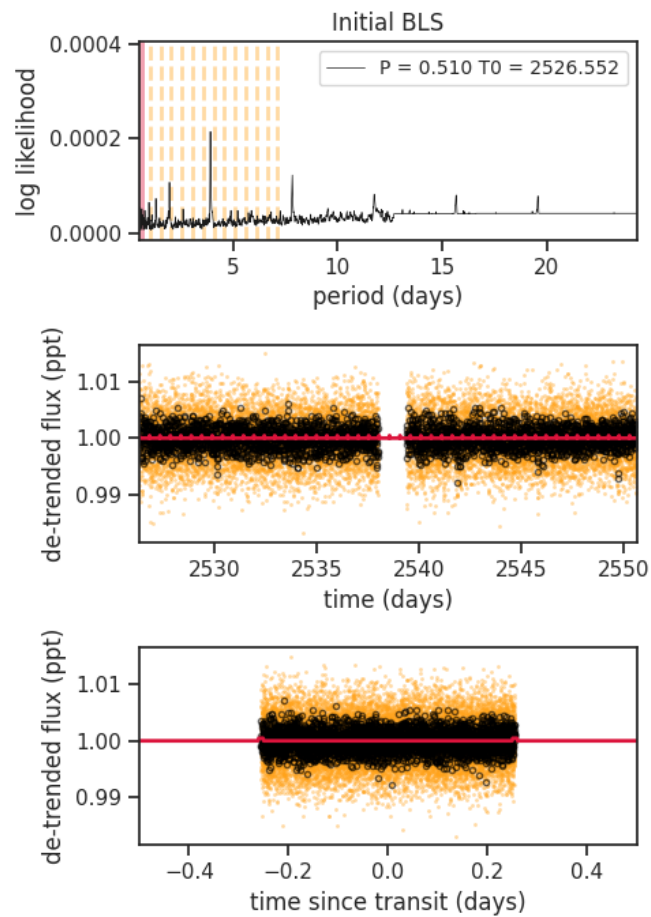 Initial BLS
0.0004
0.0002
0.0000
log likelihood
P = 0.510 T0 = 2526.552
5
10
15
20
period (days)
1.01
1.00
0.99
de-trended flux (ppt)
2530
2535
2540
2545
2550
time (days)
1.01
1.00
0.99
de-trended flux (ppt)
−0.4
−0.2
0.0
0.2
0.4
time since transit (days)